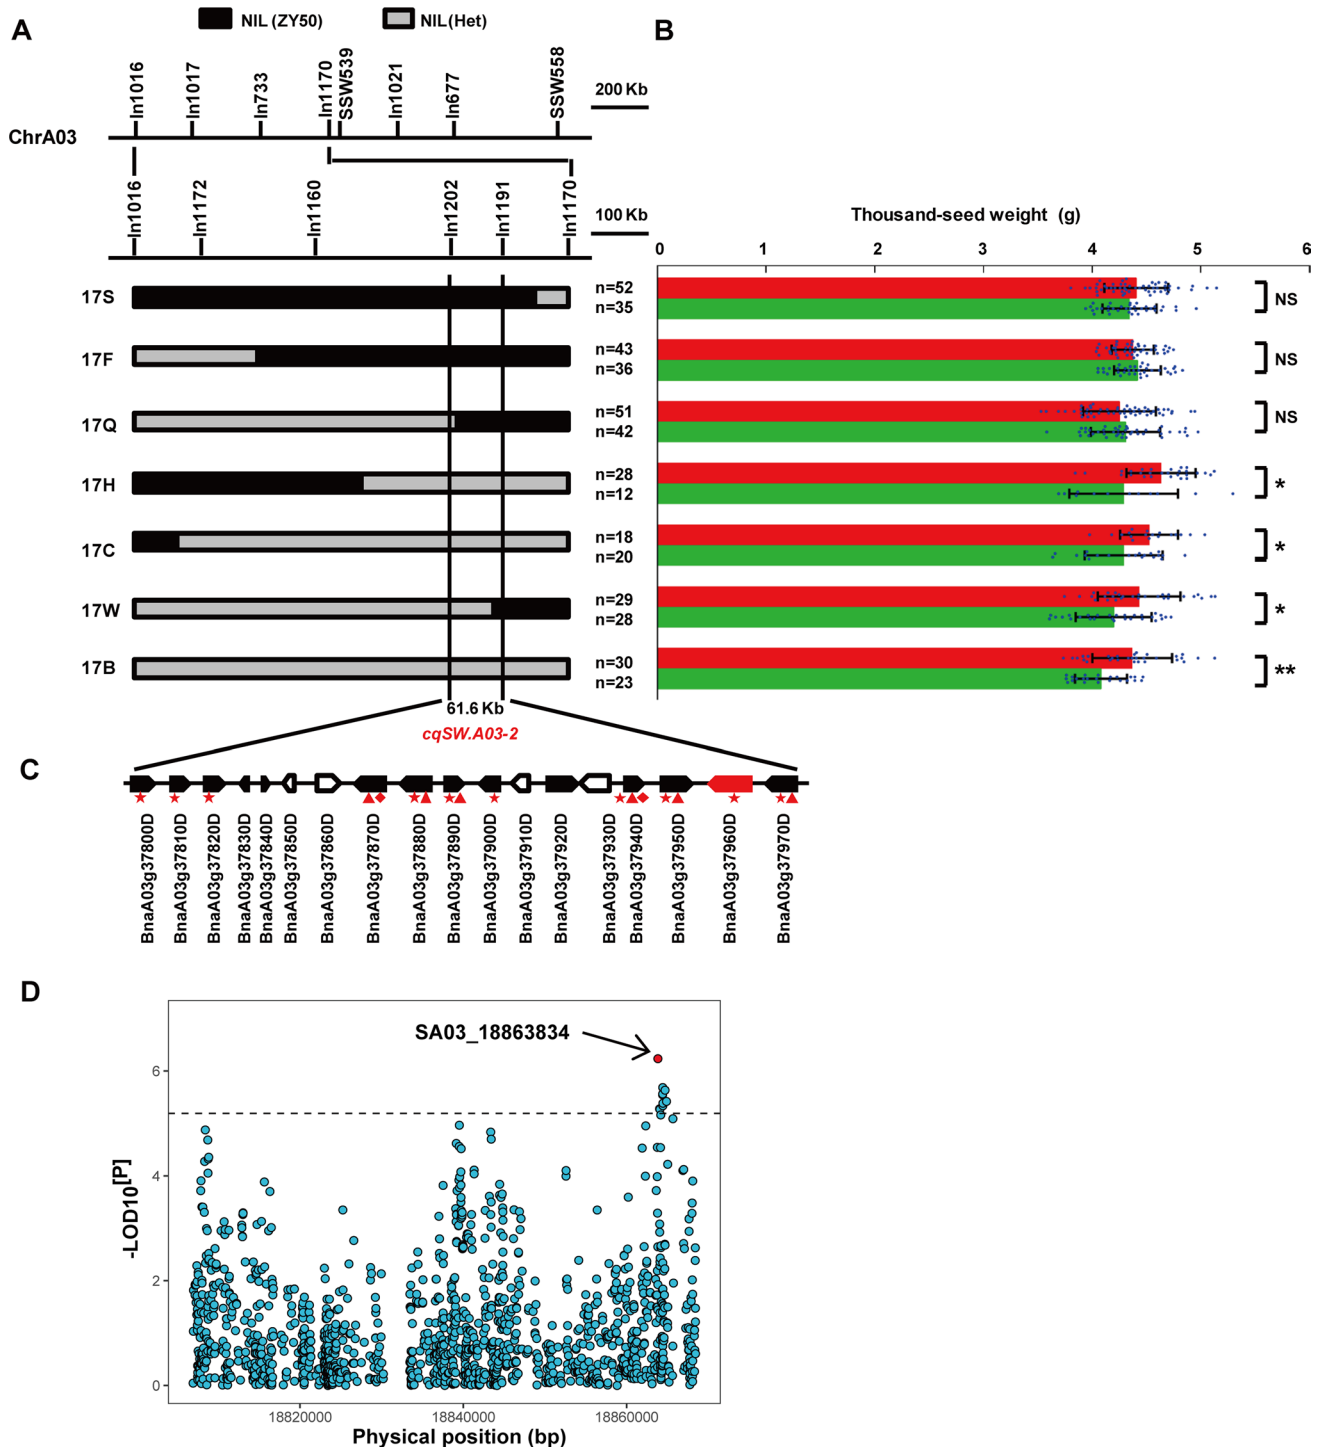 A
NIL (ZY50)
NIL(Het)
B
In1016
In1017
In733
In1170
SSW539
In1021
In677
SSW558
200 Kb
ChrA03
In1016
In1172
In1160
In1202
In1191
In1170
100 Kb
Thousand-seed weight (g)
0 1 2 3 4 5 6
17S
n=52
n=35
NS
17F
n=43
n=36
NS
17Q
n=51
n=42
NS
17H
n=28
n=12
*
17C
n=18
n=20
*
17W
n=29
n=28
*
17B
n=30
n=23
**
61.6 Kb
cqSW.A03-2
C
BnaA03g37800D
BnaA03g37810D
BnaA03g37820D
BnaA03g37830D
BnaA03g37840D
BnaA03g37850D
BnaA03g37860D
BnaA03g37870D
BnaA03g37880D
BnaA03g37890D
BnaA03g37900D
BnaA03g37910D
BnaA03g37920D
BnaA03g37930D
BnaA03g37940D
BnaA03g37950D
BnaA03g37960D
BnaA03g37970D
D
SA03_18863834
6
4
2
0
-LOD10[P]
18820000 18840000 18860000
Physical position (bp)